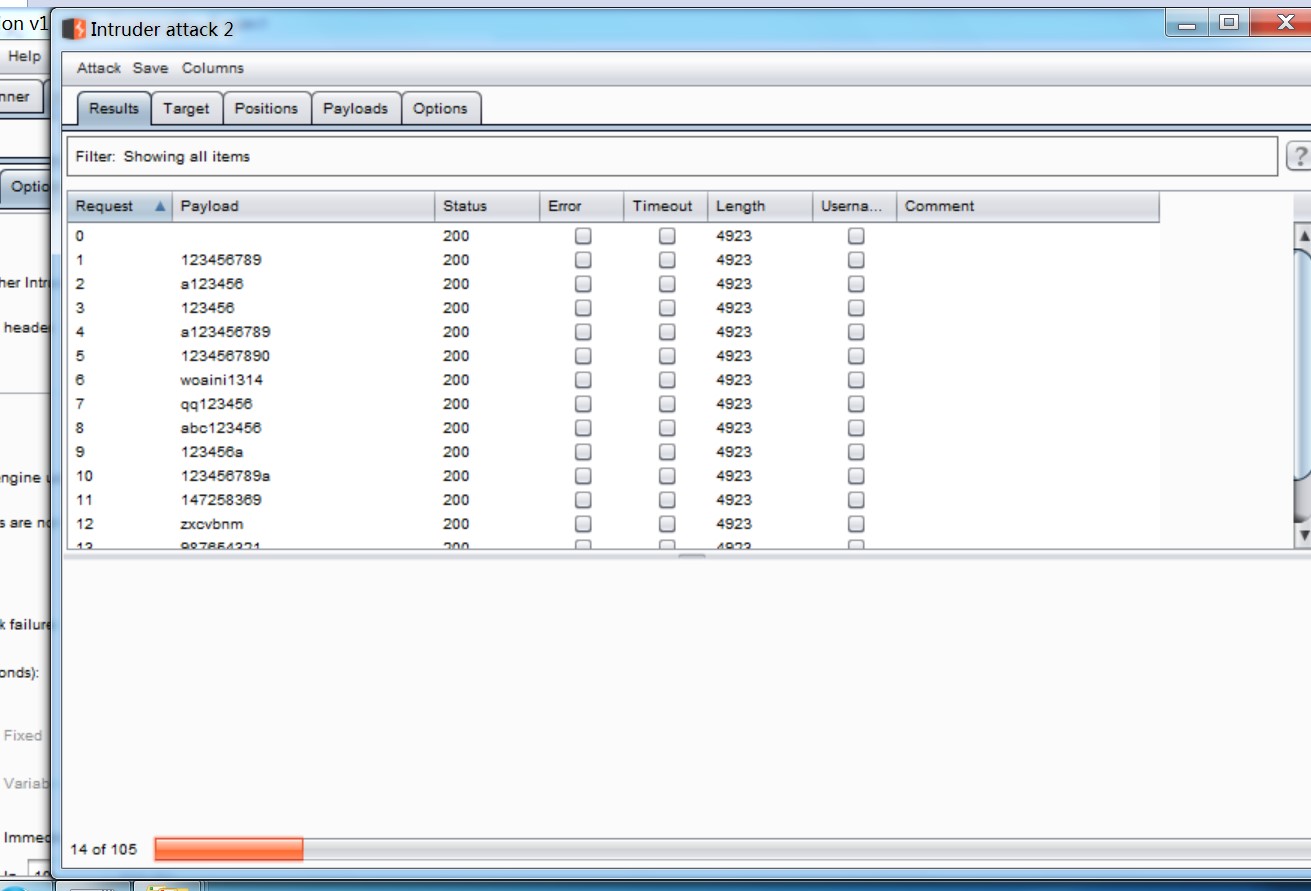 ion v1
Intruder attack 2
Help
Attack Save Columns
Results Target Positions Payloads Options
Filter: Showing all items
?
Request Payload Status Error Timeout Length Userna... Comment
0 200 4923
1 123456789 200 4923
2 a123456 200 4923
3 123456 200 4923
4 a123456789 200 4923
5 1234567890 200 4923
6 woaini1314 200 4923
7 qq123456 200 4923
8 abc123456 200 4923
9 123456a 200 4923
10 123456789a 200 4923
11 147258369 200 4923
12 zxcvbnm 200 4923
13 987654321 200 4923
14 of 105
nner
Optio
her Intr
heade
engine u
s are no
k failure
onds):
Fixed
Variab
Immed